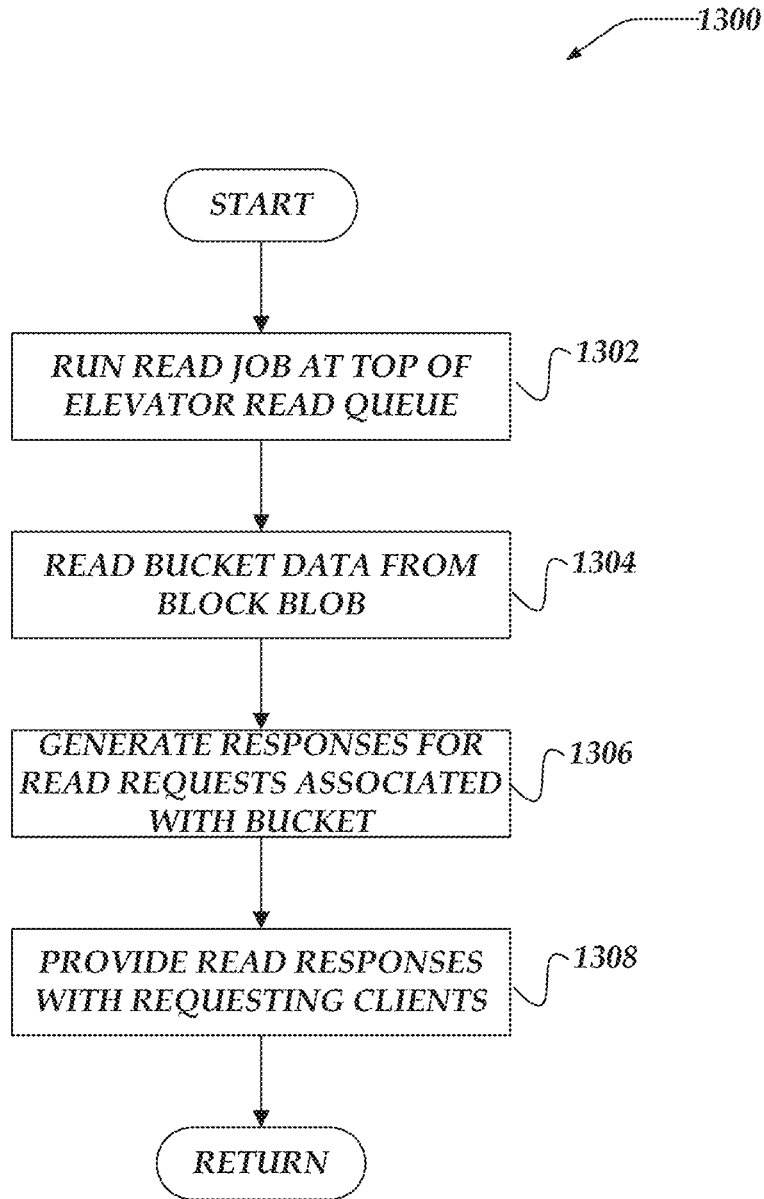 1300
START
RUN READ JOB AT TOP OF
ELEVATOR READ QUEUE
1302
READ BUCKET DATA FROM
BLOCK BLOB
1304
GENERATE RESPONSES FOR
READ REQUESTS ASSOCIATED
WITH BUCKET
1306
PROVIDE READ RESPONSES
WITH REQUESTING CLIENTS
1308
RETURN